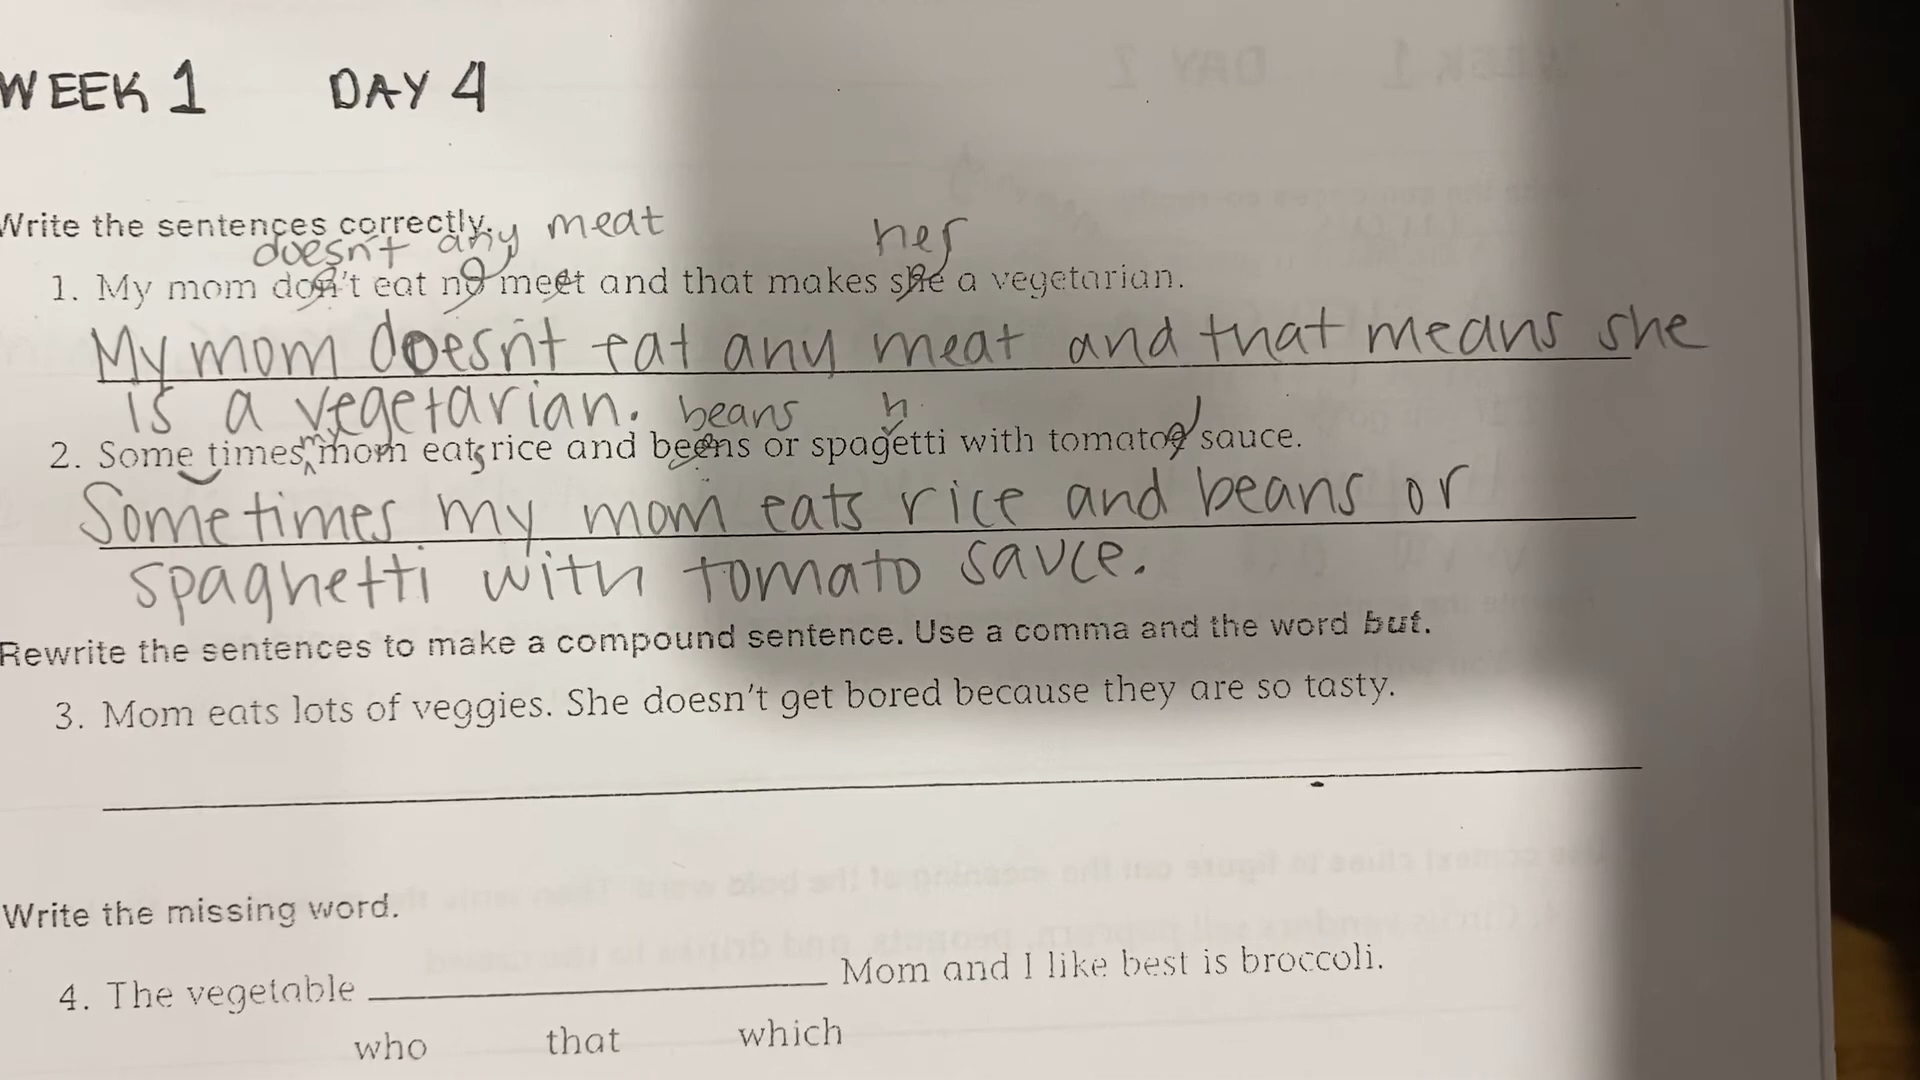 WEEK 1 DAY 4
Write the sentences correctly.
doesn't any meat her
1. My mom don't eat no meet and that makes she a vegetarian.
My mom doesn't eat any meat and that means she
is a vegetarian.
beans h
2. Some times, mom eat rice and beens or spagetti with tomatoe sauce.
Sometimes my mom eats rice and beans or
spaghetti with tomato sauce.
Rewrite the sentences to make a compound sentence. Use a comma and the word but.
3. Mom eats lots of veggies. She doesn't get bored because they are so tasty.
Write the missing word.
4. The vegetable Mom and I like best is broccoli.
who that which